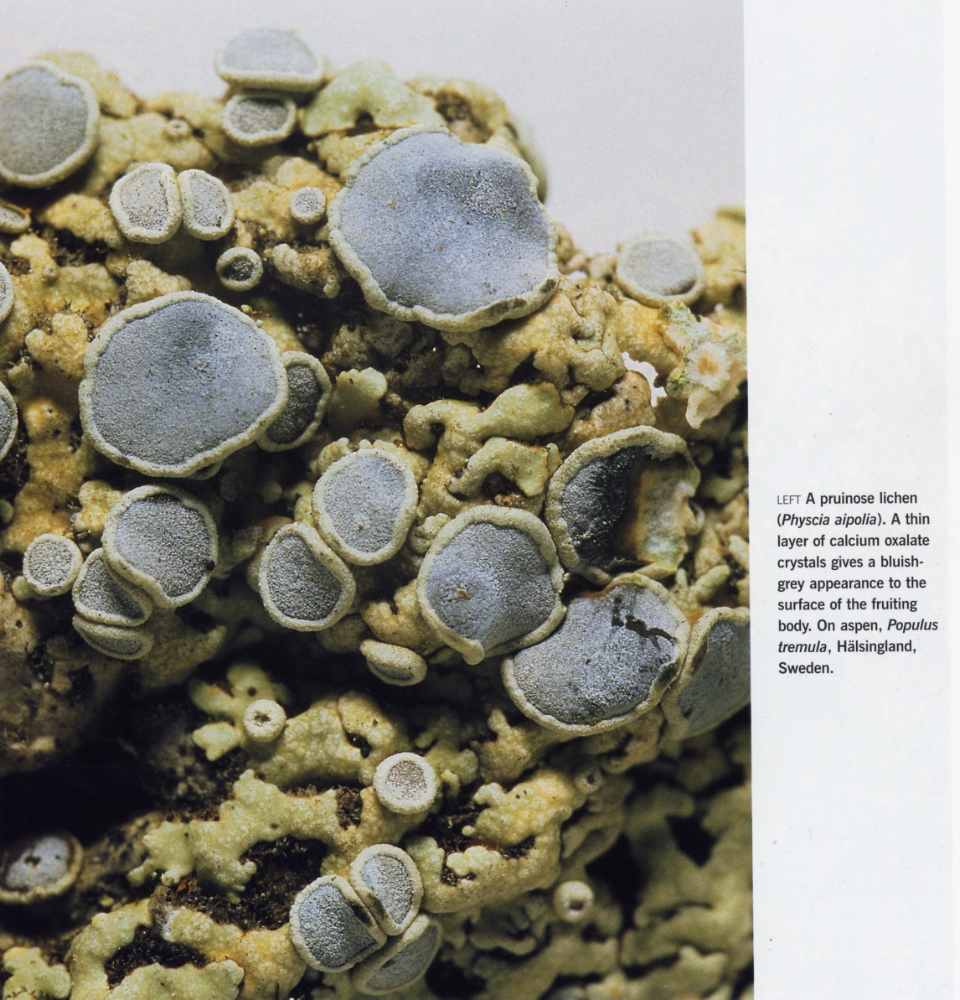 LEFT A pruinose lichen
(Physcia aipolia). A thin
layer of calcium oxalate
crystals gives a bluish-
grey appearance to the
surface of the fruiting
body. On aspen, Populus
tremula, Hälsingland,
Sweden.